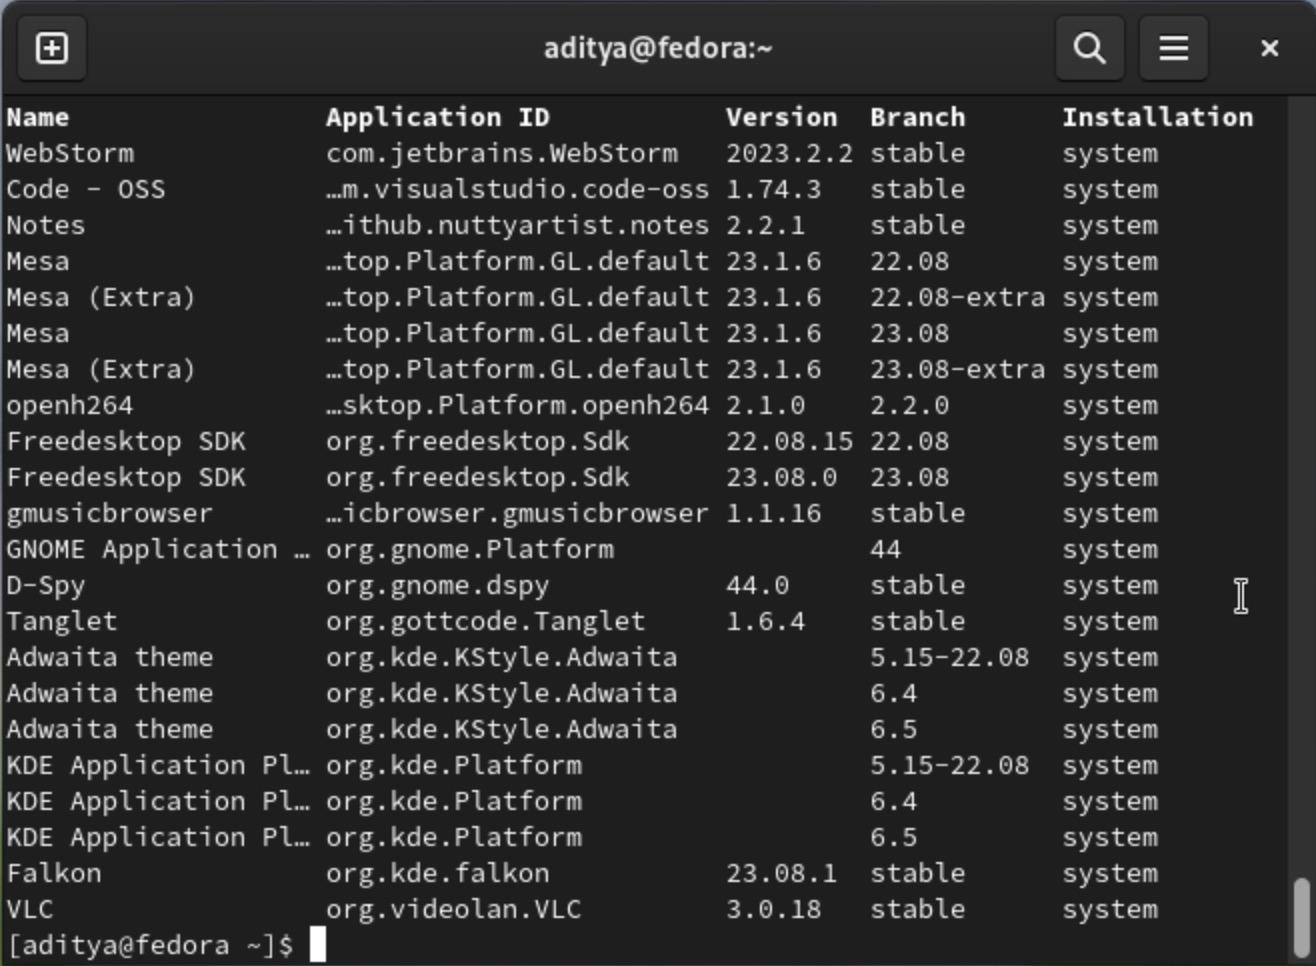 aditya@fedora:~
Name Application ID Version Branch Installation
WebStorm com.jetbrains.WebStorm 2023.2.2 stable system
Code - OSS …m.visualstudio.code-oss 1.74.3 stable system
Notes …ithub.nuttyartist.notes 2.2.1 stable system
Mesa …top.Platform.GL.default 23.1.6 22.08 system
Mesa (Extra) …top.Platform.GL.default 23.1.6 22.08-extra system
Mesa …top.Platform.GL.default 23.1.6 23.08 system
Mesa (Extra) …top.Platform.GL.default 23.1.6 23.08-extra system
openh264 …sktop.Platform.openh264 2.1.0 2.2.0 system
Freedesktop SDK org.freedesktop.Sdk 22.08.15 22.08 system
Freedesktop SDK org.freedesktop.Sdk 23.08.0 23.08 system
gmusicbrowser …icbrowser.gmusicbrowser 1.1.16 stable system
GNOME Application … org.gnome.Platform 44 system
D-Spy org.gnome.dspy 44.0 stable system
Tanglet org.gottcode.Tanglet 1.6.4 stable system
Adwaita theme org.kde.KStyle.Adwaita 5.15-22.08 system
Adwaita theme org.kde.KStyle.Adwaita 6.4 system
Adwaita theme org.kde.KStyle.Adwaita 6.5 system
KDE Application Pl… org.kde.Platform 5.15-22.08 system
KDE Application Pl… org.kde.Platform 6.4 system
KDE Application Pl… org.kde.Platform 6.5 system
Falkon org.kde.falkon 23.08.1 stable system
VLC org.videolan.VLC 3.0.18 stable system
[aditya@fedora ~]$